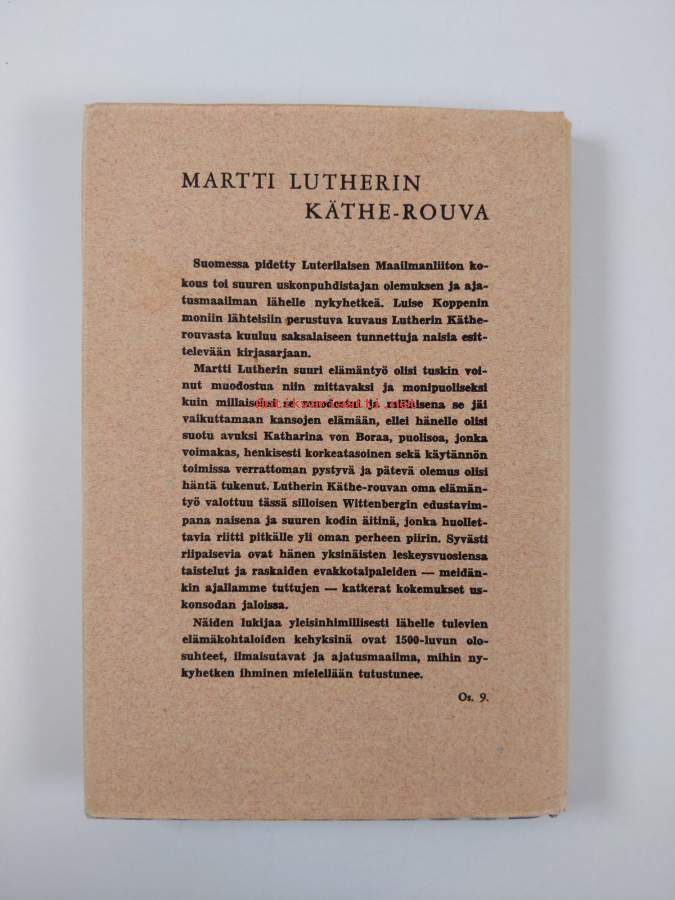 MARTTI LUTHERIN
KÄTHE-ROUVA
Suomessa pidetty Luterilaisen Maailmanliiton ko-
kous toi suuren uskonpuhdistajan olemuksen ja aja-
tusmaailman lähelle nykyhetkeä. Luise Koppenin
moniin lähteisiin perustuva kuvaus Lutherin Käthe-
rouvasta kuuluu saksalaiseen tunnettuja naisia esit-
televään kirjasarjaan.
Martti Lutherin suuri elämäntyö olisi tuskin voi-
nut muodostua niin mittavaksi ja monipuoliseksi
kuin millaiseksi se muodostui ja millaisena se jäi
vaikuttamaan kansojen elämään, ellei hänelle olisi
suotu avuksi Katharina von Boraa, puolisoa, jonka
voimakas, henkisesti korkeatasoinen sekä käytännön
toimissa verrattoman pystyvä ja pätevä olemus olisi
häntä tukenut. Lutherin Käthe-rouvan oma elämän-
työ valottuu tässä silloisen Wittenbergin edustavim-
pana naisena ja suuren kodin äitinä, jonka huollet-
tavia riitti pitkälle yli oman perheen piirin. Syvästi
riipaisevia ovat hänen yksinäisten leskeysvuosiensa
taistelut ja raskaiden evakkotaipaleiden — meidän-
kin ajallamme tuttujen — katkerat kokemukset us-
konsodan jaloissa.
Näiden lukijaa yleisinhimillisesti lähelle tulevien
elämäkohtaloiden kehyksinä ovat 1500-luvun olo-
suhteet, ilmaisutavat ja ajatusmaailma, mihin ny-
kyhetken ihminen mielellään tutustunee.
Os. 9.